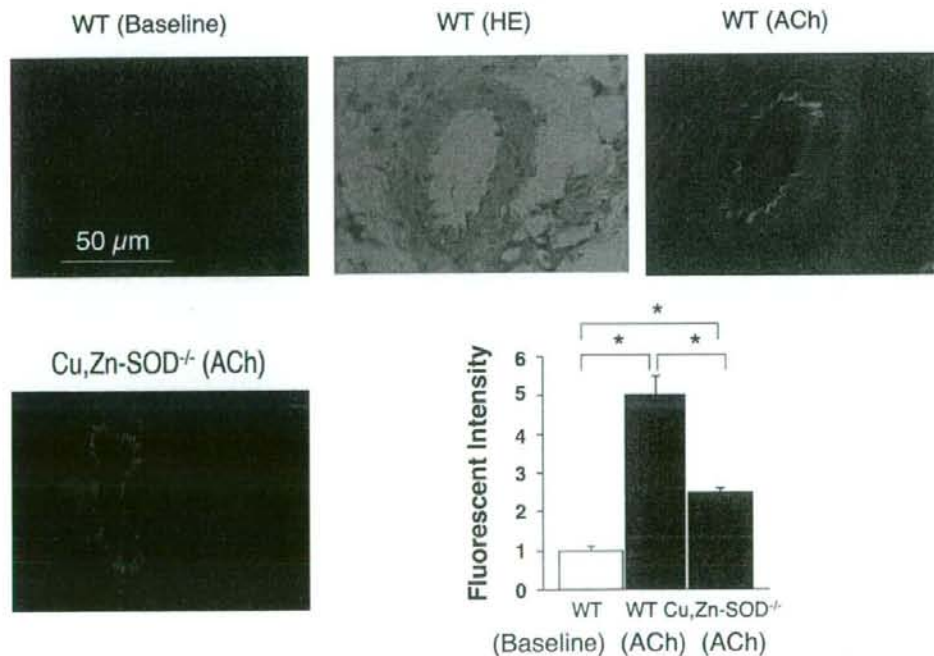 WT (Baseline)
WT (HE)
WT (ACh)
50 µm
Cu,Zn-SOD-/- (ACh)
* 
* *
Fluorescent Intensity
6
5
4
3
2
1
0
WT WT Cu,Zn-SOD-/-
(Baseline) (ACh) (ACh)